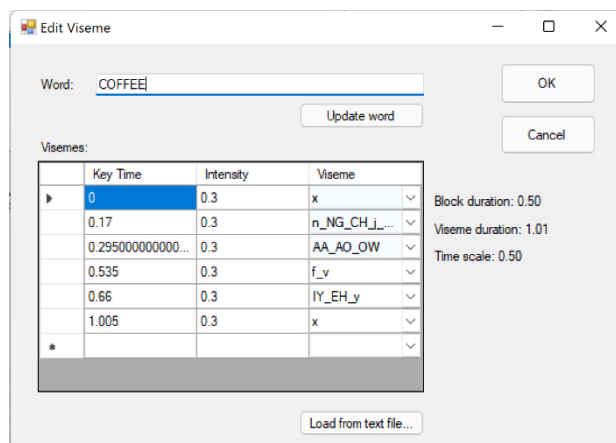 Edit Viseme
Word: COFFEE
Update word
OK
Cancel
Visemes:
Key Time Intensity Viseme
0 0.3 x
0.17 0.3 n_NG_CH_j_...
0.295000000000... 0.3 AA_AO_OW
0.535 0.3 f_v
0.66 0.3 IY_EH_y
1.005 0.3 x
Block duration: 0.50
Viseme duration: 1.01
Time scale: 0.50
Load from text file...